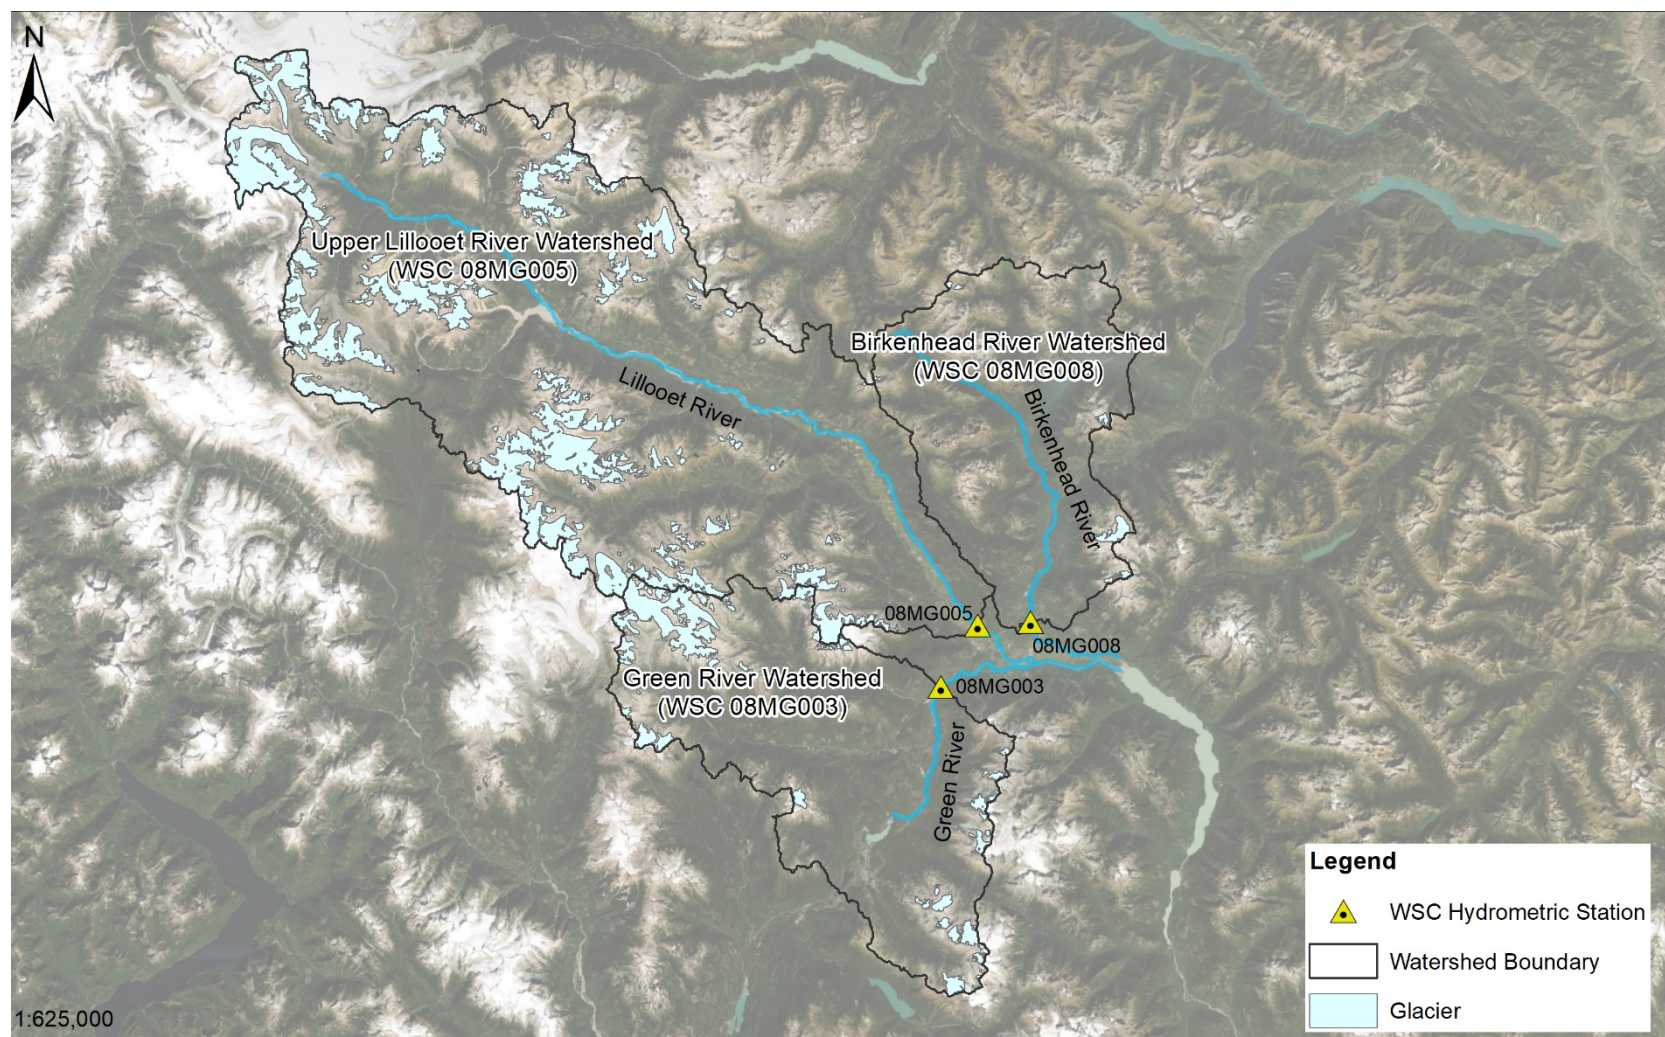 N
Upper Lillooet River Watershed
(WSC 08MG005)
Birkenhead River Watershed
(WSC 08MG008)
Lillooet River
Birkenhead River
08MG005
08MG008
Green River Watershed
(WSC 08MG003)
08MG003
Green River
Legend
WSC Hydrometric Station
Watershed Boundary
Glacier
1:625,000